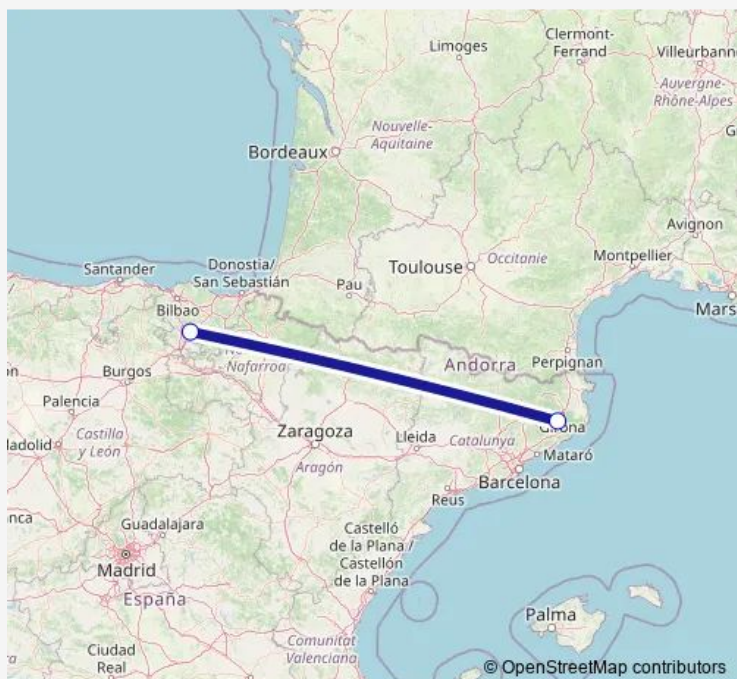 Limoges
Clermont-
Ferrand
Villeurbanne
Auvergne-
Rhône-Alpes
Nouvelle-
Aquitaine
Bordeaux
Avignon
Occitanie
Montpellier
Toulouse
Donostia/
San Sebastián
Santander
Pau
Mars
Bilbao
Perpignan
Andorra
Nafarroa
Burgos
Palencia
Girona
Castilla
y León
Zaragoza
Lleida
Catalunya
Mataró
Aragón
Barcelona
Reus
Guadalajara
Castelló
de la Plana /
Castellón
de la Plana
Madrid
España
Palma
Ciudad
Real
Comunitat
Valenciana
© OpenStreetMap contributors